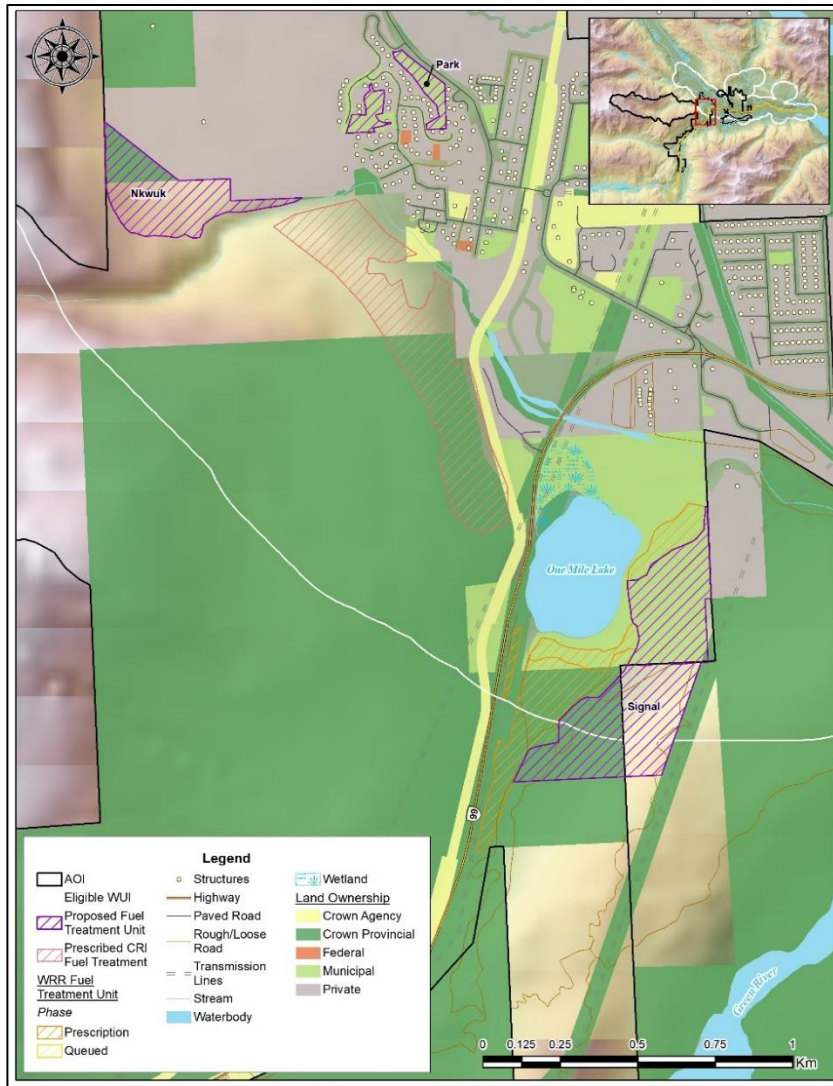 Park
Nkwuk
One Mile Lake
Signal
99
Green River
Legend
AOI
Eligible WUI
Proposed Fuel
Treatment Unit
Prescribed CRI
Fuel Treatment
WRR Fuel
Treatment Unit
Phase
Prescription
Queued
Structures
Highway
Paved Road
Rough/Loose
Road
Transmission
Lines
Stream
Waterbody
Wetland
Land Ownership
Crown Agency
Crown Provincial
Federal
Municipal
Private
0 0.125 0.25 0.5 0.75 1
Km